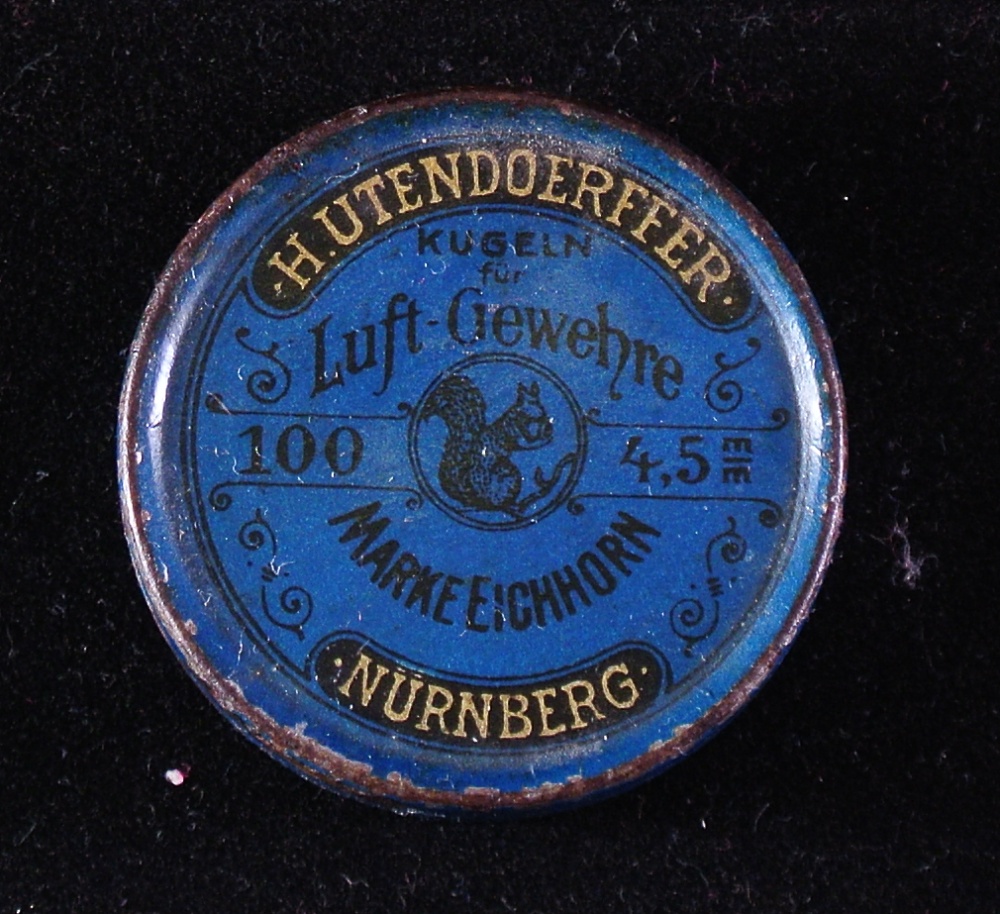 ·H. UTENDOERFFER·
KUGELN
für
Luft-Gewehre
100 4,5 m/m
MARKE EICHHORN
·NÜRNBERG·